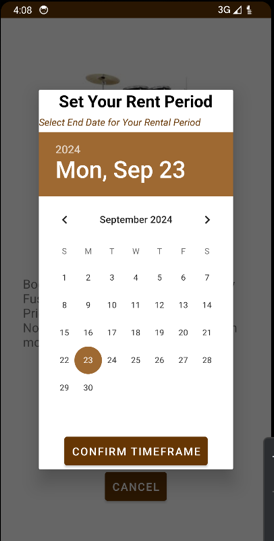 4:08 3G
Set Your Rent Period
Select End Date for Your Rental Period
2024
Mon, Sep 23
September 2024
S M T W T F S
1 2 3 4 5 6 7
8 9 10 11 12 13 14
15 16 17 18 19 20 21
22 23 24 25 26 27 28
29 30
CONFIRM TIMEFRAME
CANCEL